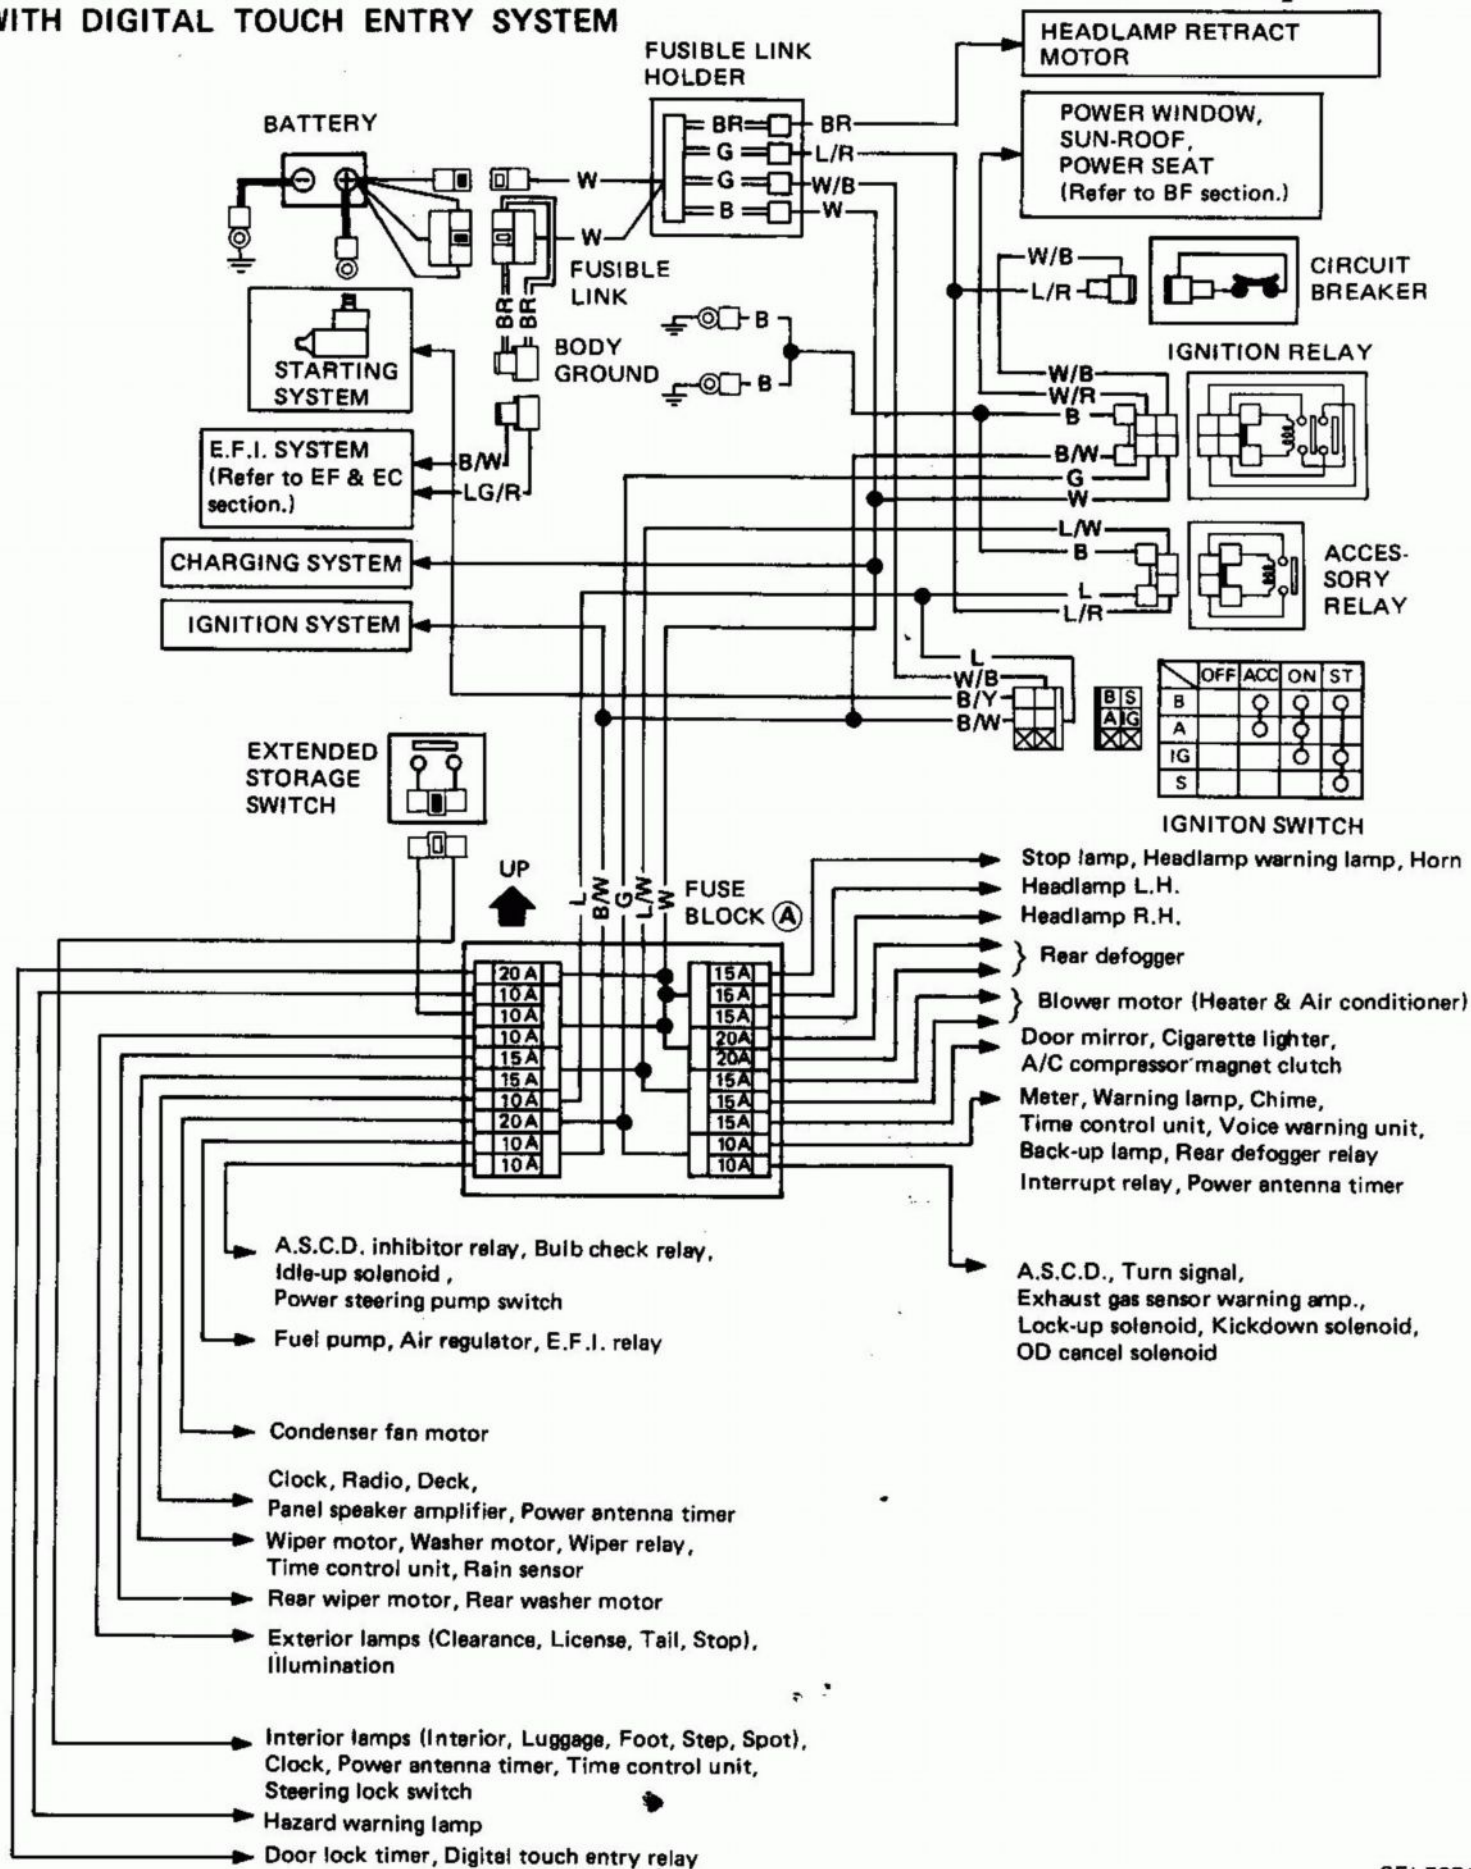 WITH DIGITAL TOUCH ENTRY SYSTEM
FUSIBLE LINK
HOLDER
HEADLAMP RETRACT
MOTOR
BATTERY
BR
BR
G
L/R
G
W/B
B
W
W
W
POWER WINDOW,
SUN-ROOF,
POWER SEAT
(Refer to BF section.)
FUSIBLE
LINK
BR
BR
W/B
L/R
CIRCUIT
BREAKER
STARTING
SYSTEM
BODY
GROUND
B
B
IGNITION RELAY
W/B
W/R
B
B/W
G
W
E.F.I. SYSTEM
(Refer to EF & EC
section.)
B/W
LG/R
CHARGING SYSTEM
L/W
B
L
L/R
ACCES-
SORY
RELAY
IGNITION SYSTEM
L
W/B
B/Y
B/W
B S
A IG
OFF ACC ON ST
B
A
IG
S
IGNITON SWITCH
EXTENDED
STORAGE
SWITCH
UP
L
B/W
G
L/W
W
FUSE
BLOCK A
20A 15A
10A 15A
10A 15A
10A 20A
15A 20A
15A 15A
10A 15A
20A 15A
10A 10A
10A 10A
Stop lamp, Headlamp warning lamp, Horn
Headlamp L.H.
Headlamp R.H.
Rear defogger
Blower motor (Heater & Air conditioner)
Door mirror, Cigarette lighter,
A/C compressor magnet clutch
Meter, Warning lamp, Chime,
Time control unit, Voice warning unit,
Back-up lamp, Rear defogger relay
Interrupt relay, Power antenna timer
A.S.C.D., Turn signal,
Exhaust gas sensor warning amp.,
Lock-up solenoid, Kickdown solenoid,
OD cancel solenoid
A.S.C.D. inhibitor relay, Bulb check relay,
Idle-up solenoid,
Power steering pump switch
Fuel pump, Air regulator, E.F.I. relay
Condenser fan motor
Clock, Radio, Deck,
Panel speaker amplifier, Power antenna timer
Wiper motor, Washer motor, Wiper relay,
Time control unit, Rain sensor
Rear wiper motor, Rear washer motor
Exterior lamps (Clearance, License, Tail, Stop),
Illumination
Interior lamps (Interior, Luggage, Foot, Step, Spot),
Clock, Power antenna timer, Time control unit,
Steering lock switch
Hazard warning lamp
Door lock timer, Digital touch entry relay